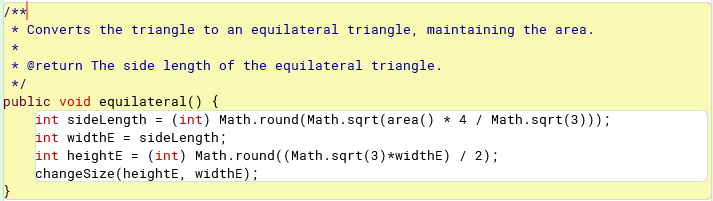 /**
 * Converts the triangle to an equilateral triangle, maintaining the area.
 *
 * @return The side length of the equilateral triangle.
 */
public void equilateral() {
    int sideLength = (int) Math.round(Math.sqrt(area() * 4 / Math.sqrt(3)));
    int widthE = sideLength;
    int heightE = (int) Math.round((Math.sqrt(3)*widthE) / 2);
    changeSize(heightE, widthE);
}